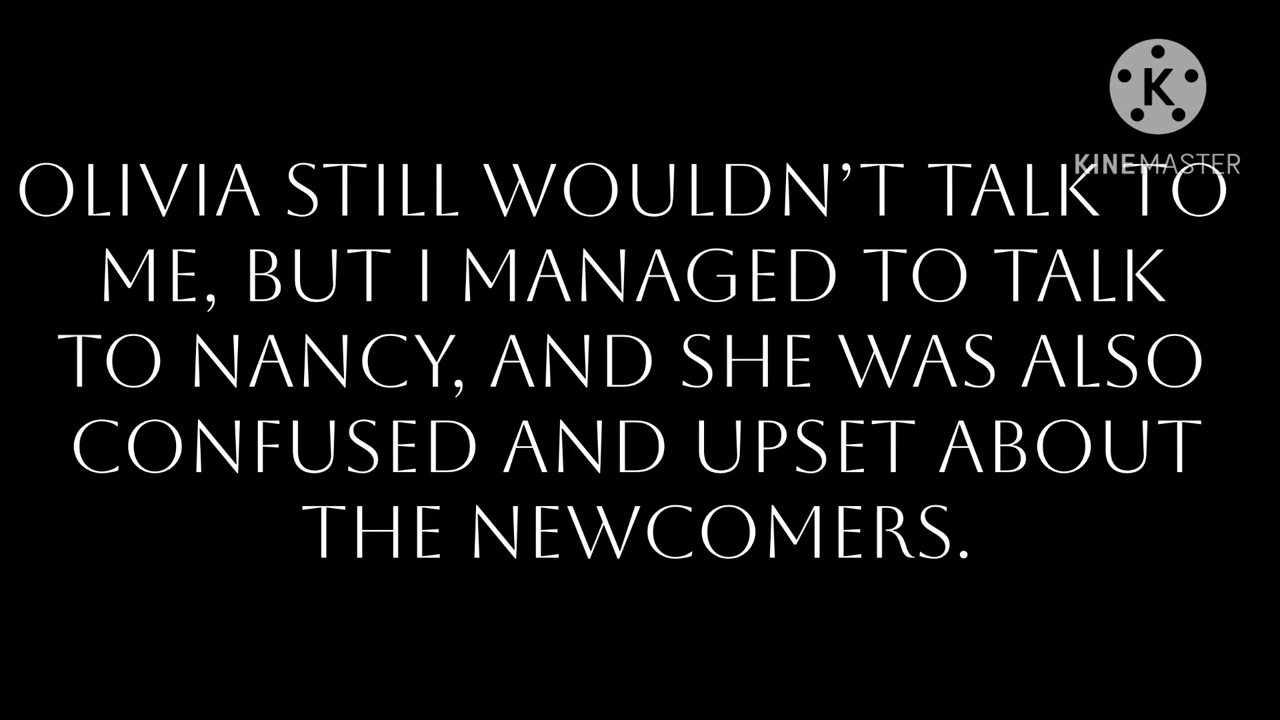 K
KINEMASTER
OLIVIA STILL WOULDN’T TALK TO
ME, BUT I MANAGED TO TALK
TO NANCY, AND SHE WAS ALSO
CONFUSED AND UPSET ABOUT
THE NEWCOMERS.